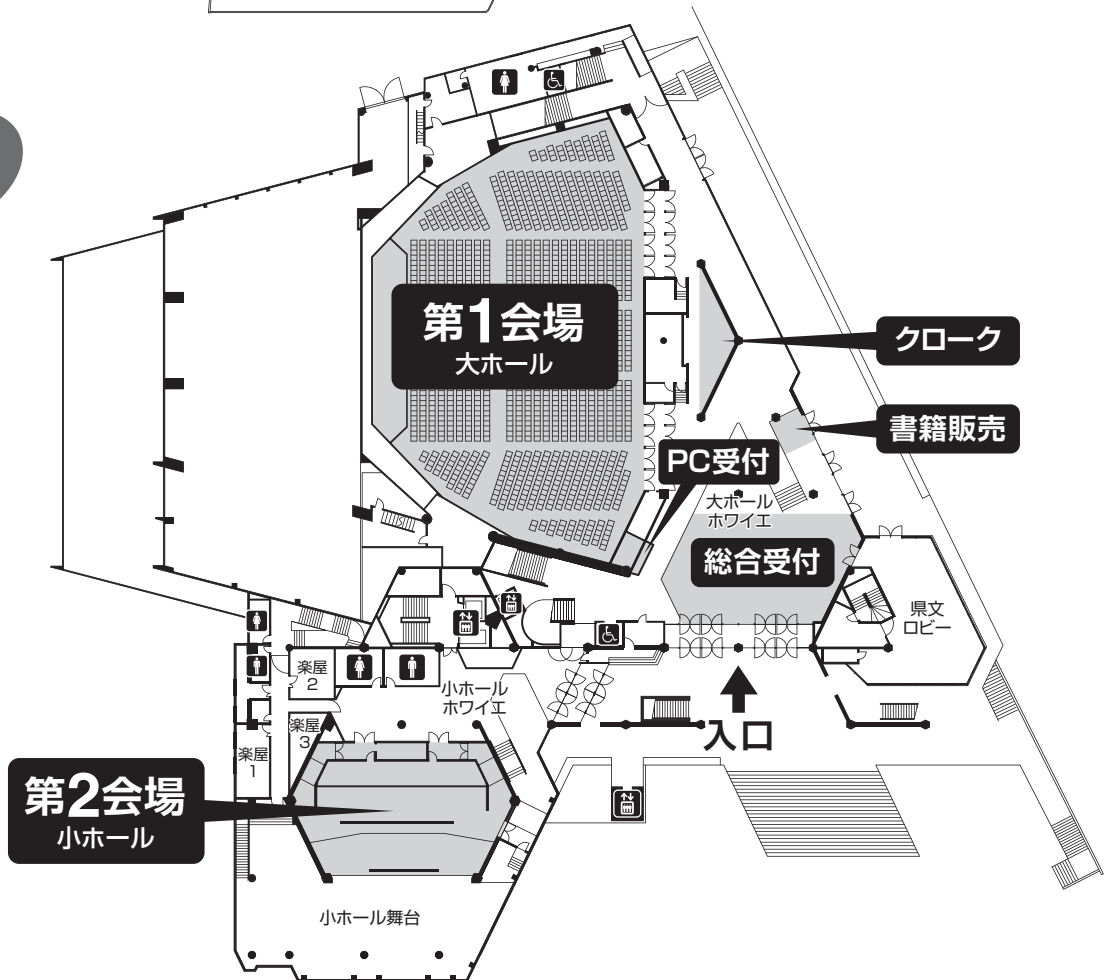 第1会場
大ホール
クローク
書籍販売
PC受付
大ホール
ホワイエ
総合受付
県文
ロビー
楽屋
2
小ホール
ホワイエ
楽屋
3
楽屋
1
入口
第2会場
小ホール
小ホール舞台